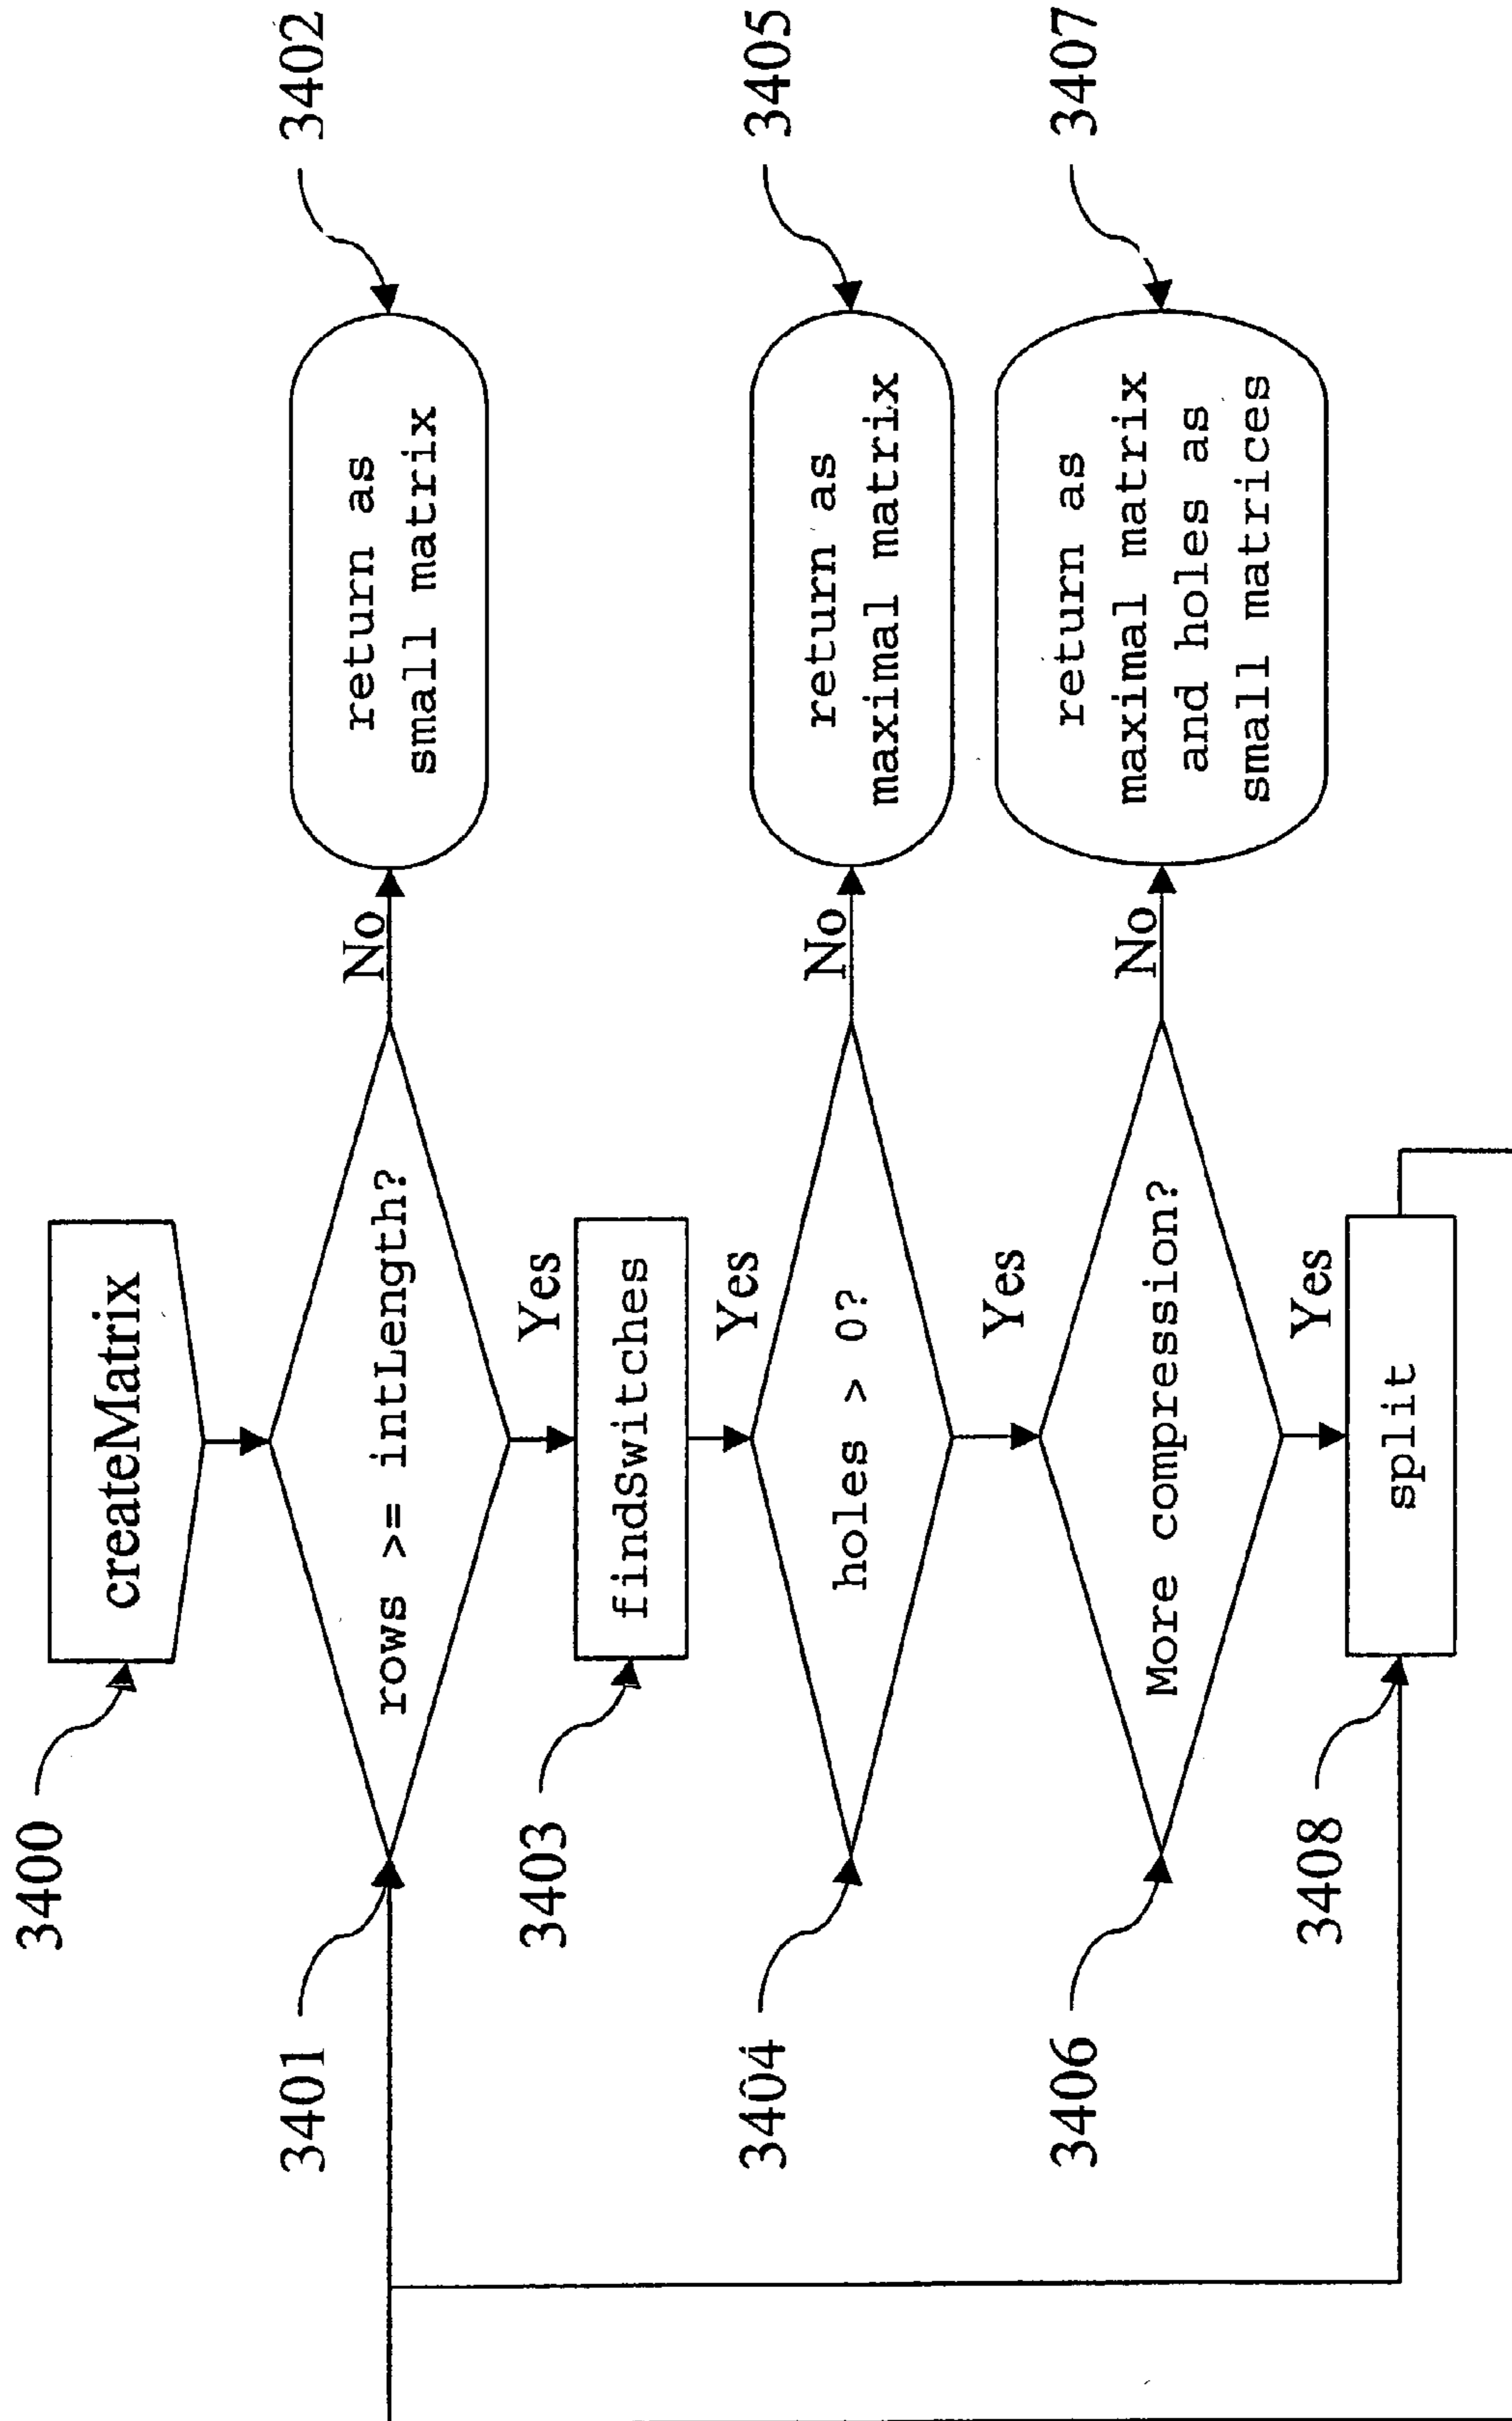 3400
createMatrix
3401
rows >= intLength?
No
return as
small matrix
3402
Yes
3403
findSwitches
Yes
3404
holes > 0?
No
return as
maximal matrix
3405
Yes
3406
More compression?
No
return as
maximal matrix
and holes as
small matrices
3407
Yes
3408
split